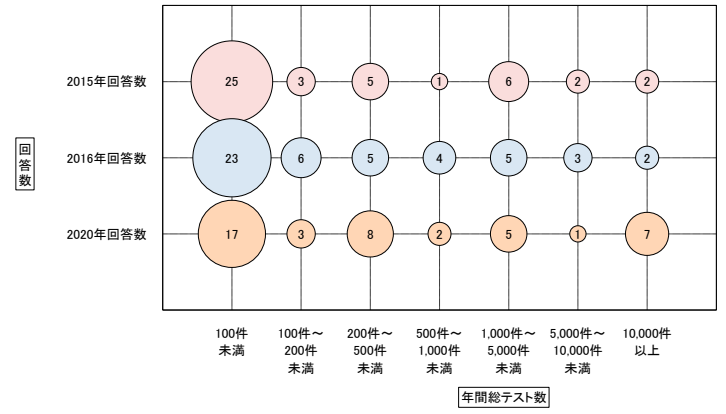 2015年回答数
25
3
5
1
6
2
2
2016年回答数
23
6
5
4
5
3
2
2020年回答数
17
3
8
2
5
1
7
回答数
100件
未満
100件～
200件
未満
200件～
500件
未満
500件～
1,000件
未満
1,000件～
5,000件
未満
5,000件～
10,000件
未満
10,000件
以上
年間総テスト数